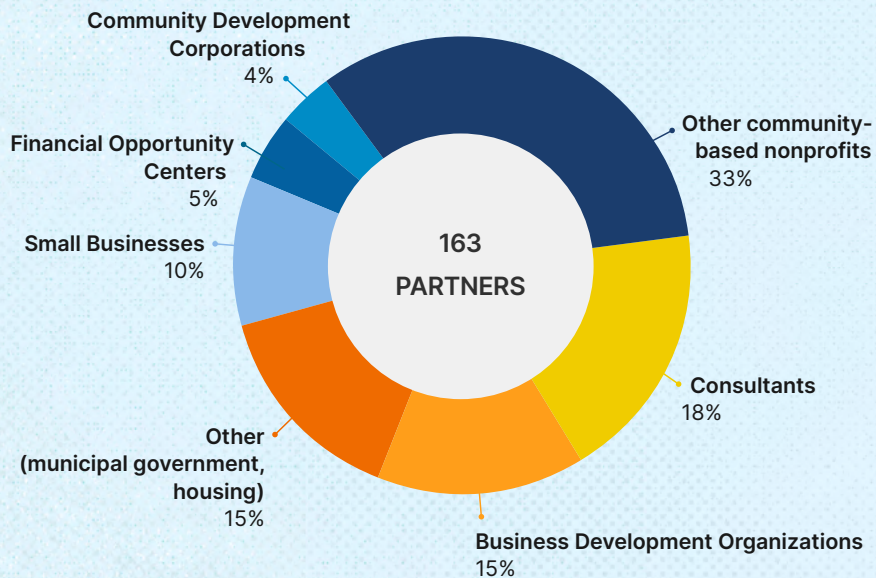 Community Development
Corporations
4%
Other community-
based nonprofits
33%
Financial Opportunity
Centers
5%
Small Businesses
10%
163
PARTNERS
Consultants
18%
Other
(municipal government,
housing)
15%
Business Development Organizations
15%